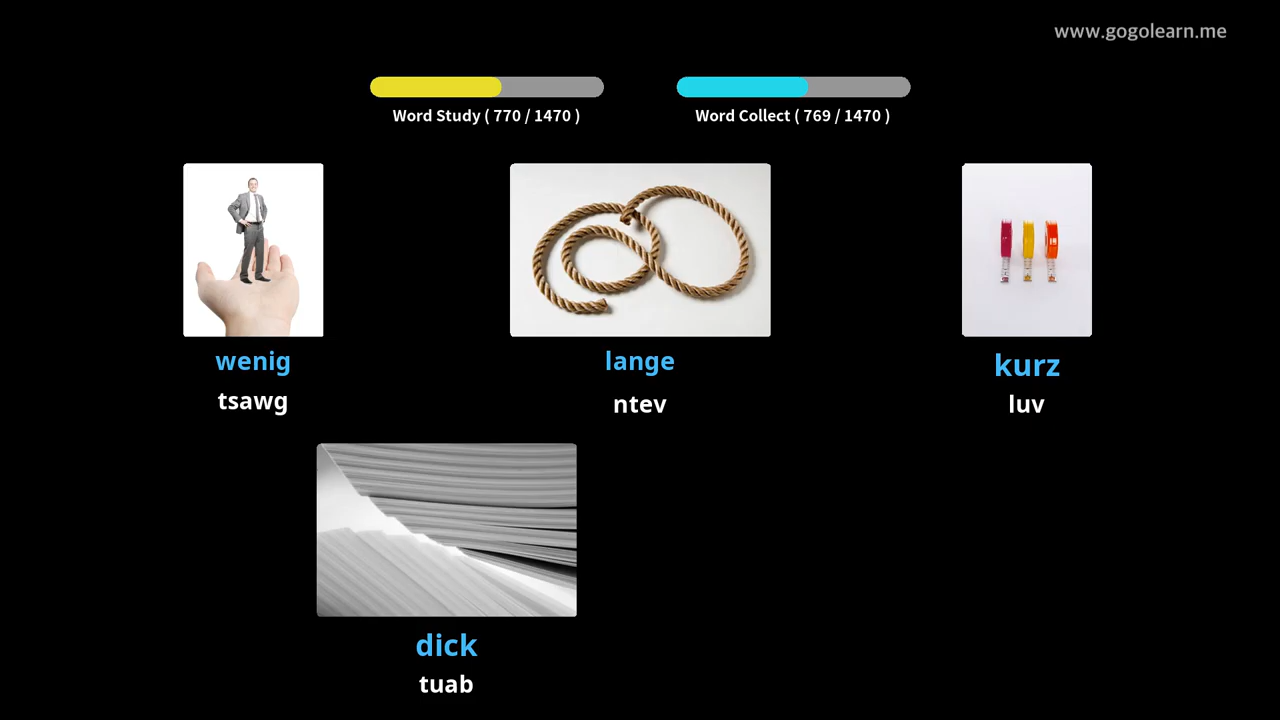 www.gogolearn.me
Word Study ( 770 / 1470 )
Word Collect ( 769 / 1470 )
wenig
tsawg
lange
ntev
kurz
luv
dick
tuab